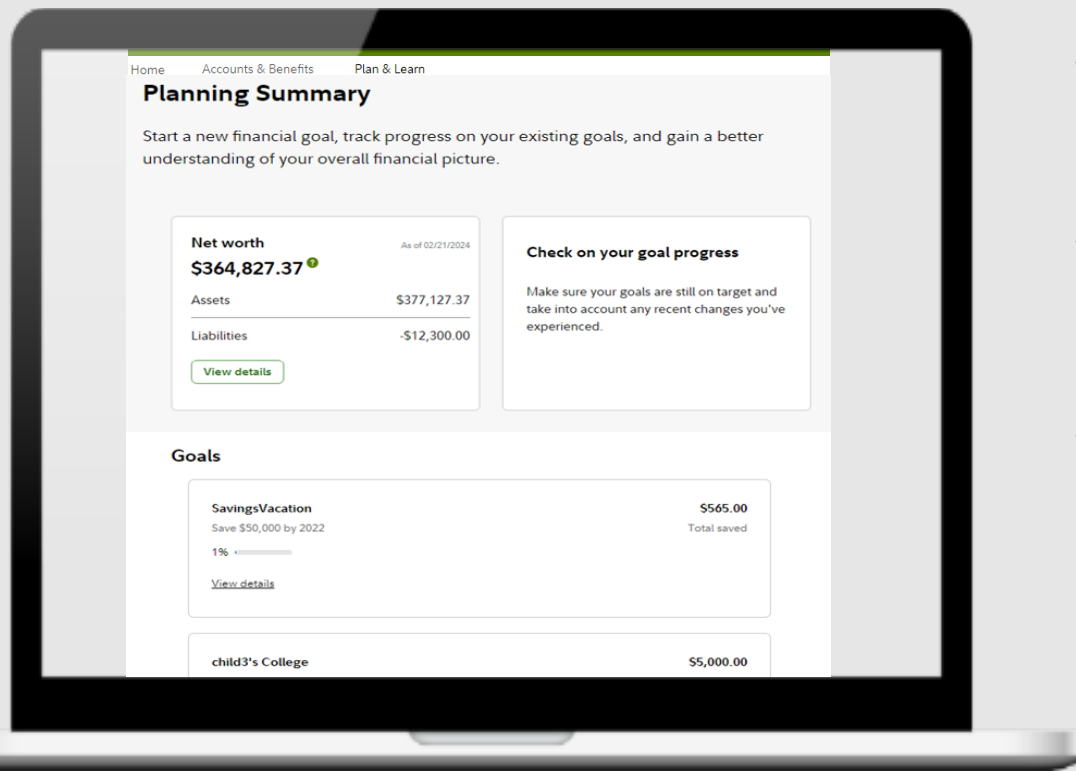 Home Accounts & Benefits Plan & Learn
Planning Summary
Start a new financial goal, track progress on your existing goals, and gain a better
understanding of your overall financial picture.
Net worth As of 02/21/2024
$364,827.37 ?
Assets $377,127.37
Liabilities -$12,300.00
View details
Check on your goal progress
Make sure your goals are still on target and
take into account any recent changes you've
experienced.
Goals
SavingsVacation $565.00
Save $50,000 by 2022 Total saved
1%
View details
child3's College $5,000.00